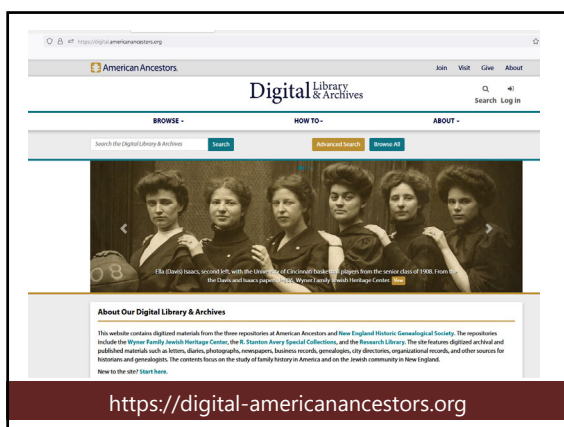 https://digital.americanancestors.org
American Ancestors.
Join Visit Give About
Digital Library & Archives
Search Log in
BROWSE HOW TO ABOUT
Search the Digital Library & Archives Search Advanced Search Browse All
08
Ella (Davis) Isaacs, second left, with the University of Cincinnati basketball players from the senior class of 1908. From the
the Davis and Isaacs papers, Wyner Family Jewish Heritage Center. View
About Our Digital Library & Archives
This website contains digitized materials from the three repositories at American Ancestors and New England Historic Genealogical Society. The repositories
include the Wyner Family Jewish Heritage Center, the R. Stanton Avery Special Collections, and the Research Library. The site features digitized archival and
published materials such as letters, diaries, photographs, newspapers, business records, genealogies, city directories, organizational records, and other sources for
historians and genealogists. The contents focus on the study of family history in America and on the Jewish community in New England.
New to the site? Start here.
https://digital-americanancestors.org